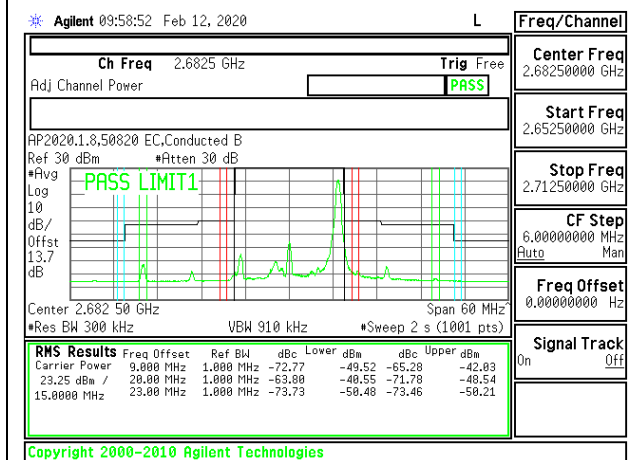 Agilent 09:58:52 Feb 12, 2020 L
Freq/Channel
Ch Freq 2.6825 GHz Trig Free
Adj Channel Power PASS
Center Freq
2.68250000 GHz
Start Freq
2.65250000 GHz
Stop Freq
2.71250000 GHz
CF Step
6.00000000 MHz
Auto Man
Freq Offset
0.00000000 Hz
Signal Track
On Off
AP2020.1.8,50820 EC,Conducted B
Ref 30 dBm #Atten 30 dB
#Avg
Log
10
dB/
Offst
13.7
dB
PASS LIMIT1
Center 2.682 50 GHz Span 60 MHz^
#Res BW 300 kHz VBW 910 kHz #Sweep 2 s (1001 pts)
RMS Results Freq Offset Ref BW dBc Lower dBm dBc Upper dBm
Carrier Power 9.000 MHz 1.000 MHz -72.77 -49.52 -65.28 -42.03
23.25 dBm / 20.00 MHz 1.000 MHz -63.80 -40.55 -71.78 -48.54
15.0000 MHz 23.00 MHz 1.000 MHz -73.73 -50.48 -73.46 -50.21
Copyright 2000-2010 Agilent Technologies